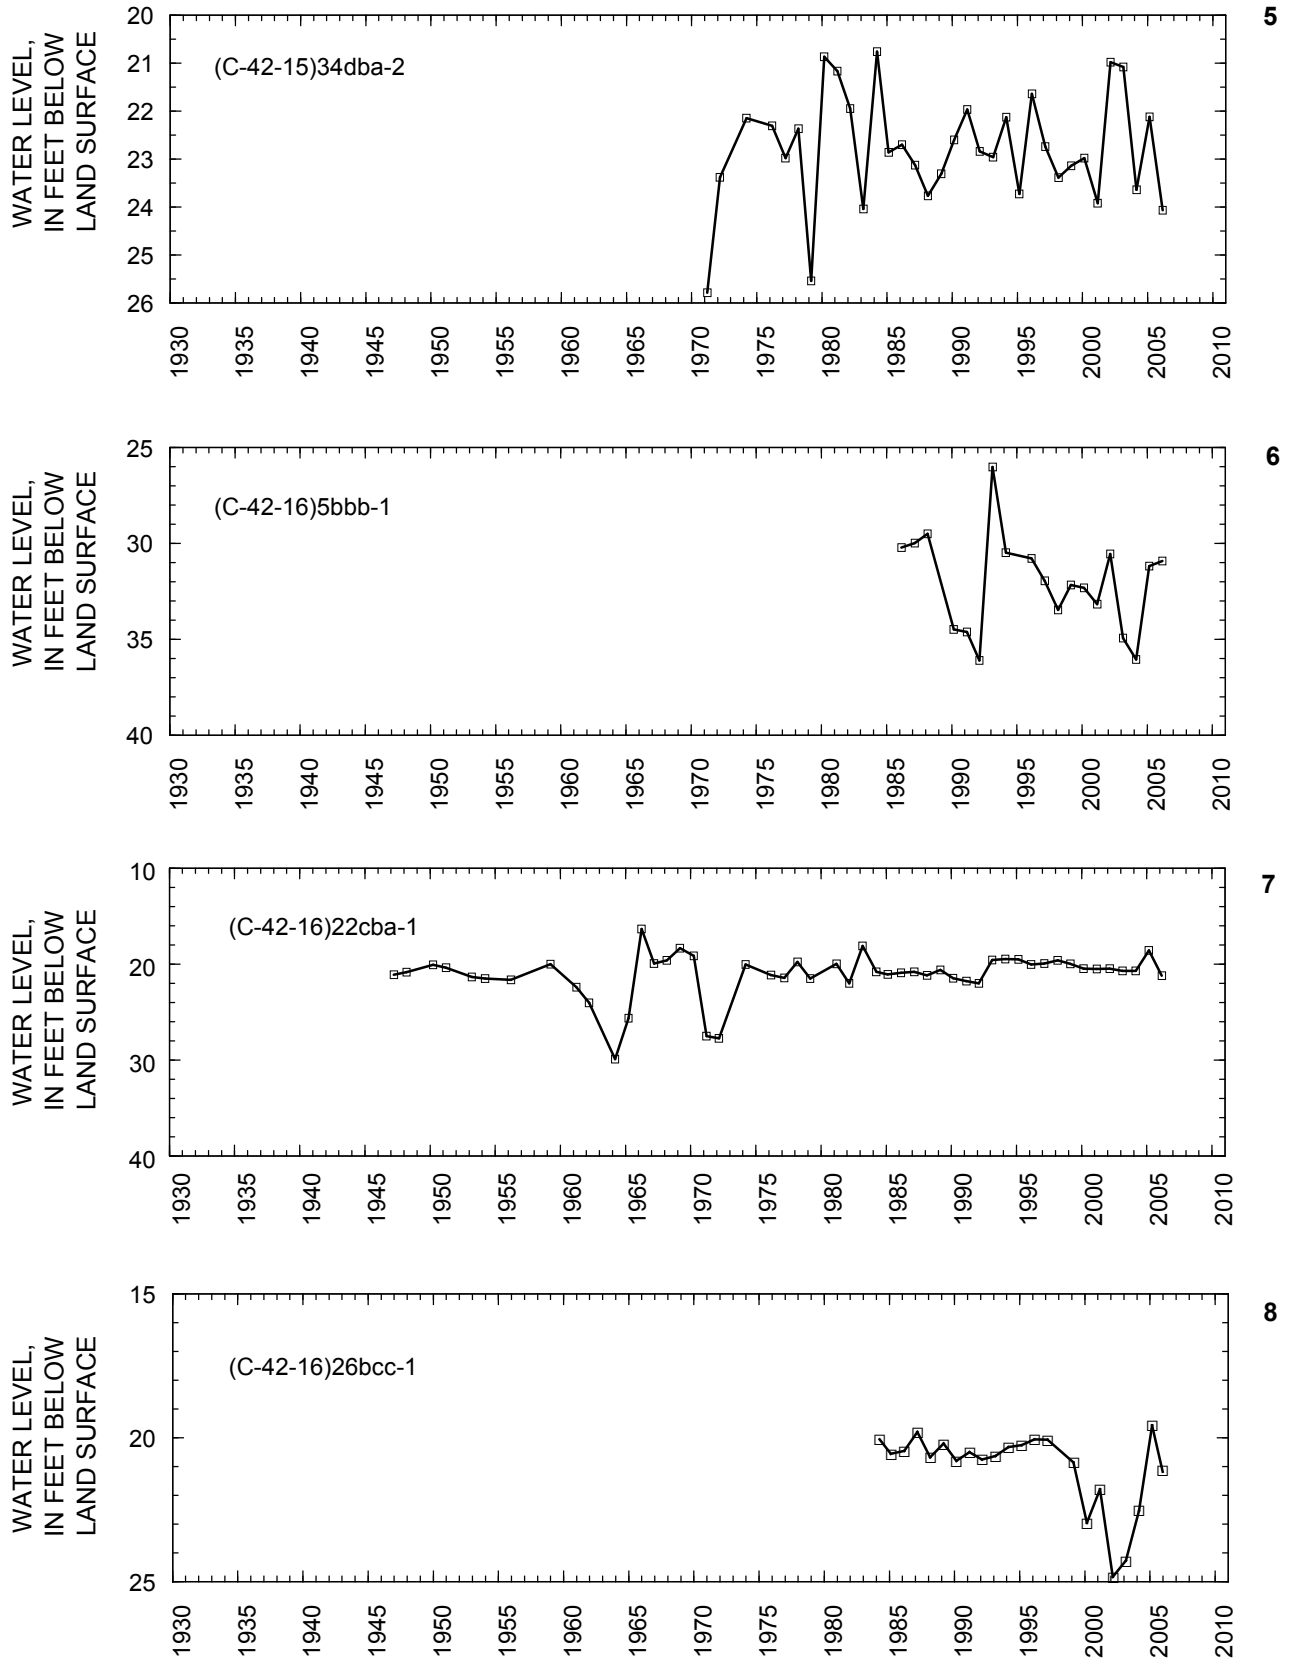 5
WATER LEVEL,
IN FEET BELOW
LAND SURFACE
(C-42-15)34dba-2
20
21
22
23
24
25
26
1930 1935 1940 1945 1950 1955 1960 1965 1970 1975 1980 1985 1990 1995 2000 2005 2010
6
WATER LEVEL,
IN FEET BELOW
LAND SURFACE
(C-42-16)5bbb-1
25
30
35
40
1930 1935 1940 1945 1950 1955 1960 1965 1970 1975 1980 1985 1990 1995 2000 2005 2010
7
WATER LEVEL,
IN FEET BELOW
LAND SURFACE
(C-42-16)22cba-1
10
20
30
40
1930 1935 1940 1945 1950 1955 1960 1965 1970 1975 1980 1985 1990 1995 2000 2005 2010
8
WATER LEVEL,
IN FEET BELOW
LAND SURFACE
(C-42-16)26bcc-1
15
20
25
1930 1935 1940 1945 1950 1955 1960 1965 1970 1975 1980 1985 1990 1995 2000 2005 2010